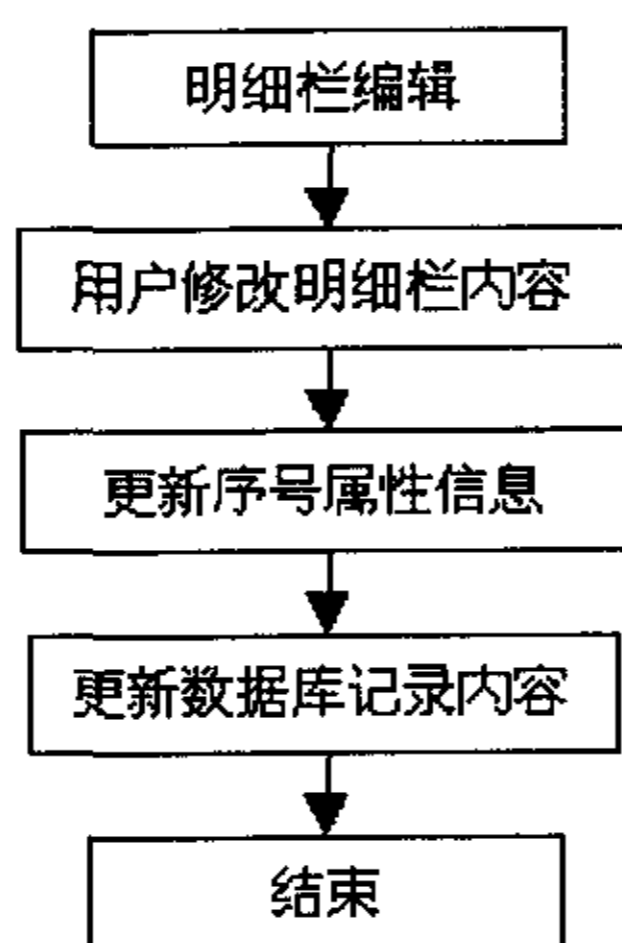 明细栏编辑
用户修改明细栏内容
更新序号属性信息
更新数据库记录内容
结束